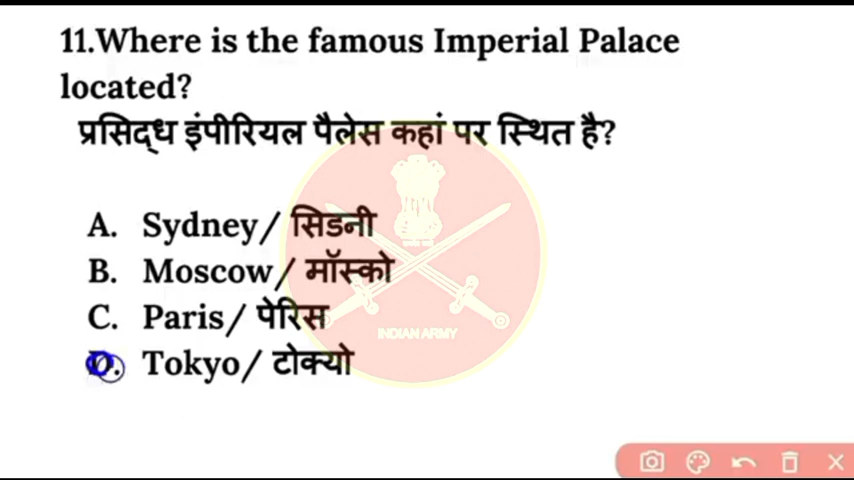 11.Where is the famous Imperial Palace
located?
प्रसिद्ध इंपीरियल पैलेस कहां पर स्थित है?
A. Sydney/ सिडनी
B. Moscow/ मॉस्को
C. Paris/ पेरिस
D. Tokyo/ टोक्यो
INDIAN ARMY